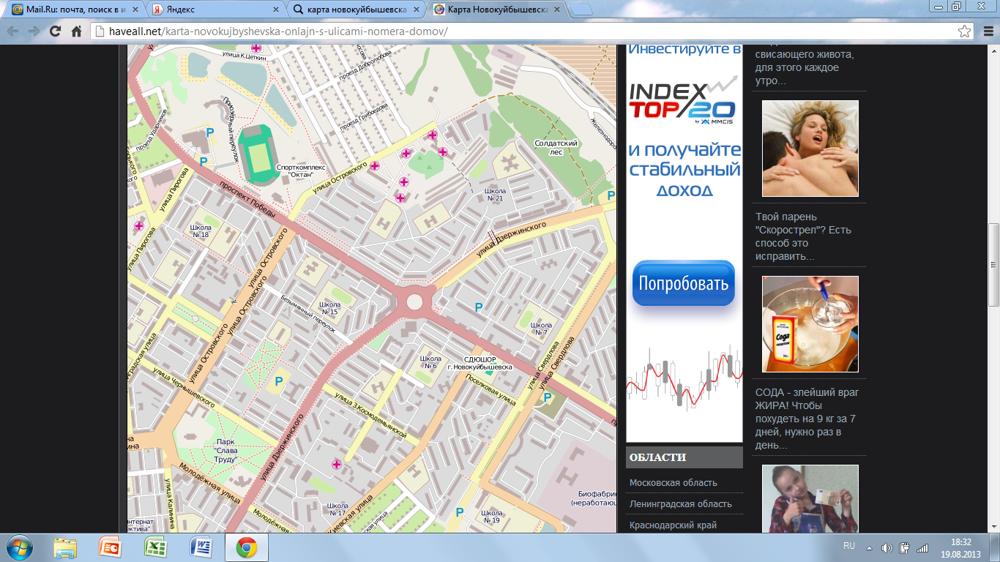 Mail.Ru: почта, поиск в и
Яндекс
карта новокуйбышевска
Карта Новокуйбышевска
haveall.net/karta-novokujbyshevska-onlajn-s-ulicami-nomera-domov/
улица К.Цеткин
проезд Добролюбова
проезд Грибоедова
проезд Ударников
Приозёрный переулок
Железнодоро
Солдатский
лес
Спорткомплекс
"Октан"
улица Островского
улица Пирогова
проспект Победы
Школа
№ 21
Школа
№ 18
улица Дзержинского
улица Пирогова
улица Островского
улица Островского
Безымянный переулок
Школа
№ 15
Школа
№ 7
улица Островского
улица Свердлова
улица Свердлова
Школа
№ 6
СДЮШОР
г. Новокуйбышевска
Поселковая улица
улица Чернышевского
улица З.Космодемьянской
улица Дзержинского
Парк
"Слава
Труду"
Молодёжная улица
улица Калинина
Школа
№ 17
Киевская улица
Школа
№ 19
Биофабрик
(неработающ
интернат
Инвестируйте в
INDEX
TOP/20
by MMCIS
и получайте
стабильный
доход
Попробовать
ОБЛАСТИ
Московская область
Ленинградская область
Краснодарский край
свисающего живота,
для этого каждое
утро...
Твой парень
"Скорострел"? Есть
способ это
исправить...
Сода
СОДА - злейший враг
ЖИРА! Чтобы
похудеть на 9 кг за 7
дней, нужно раз в
день...
RU
18:32
19.08.2013